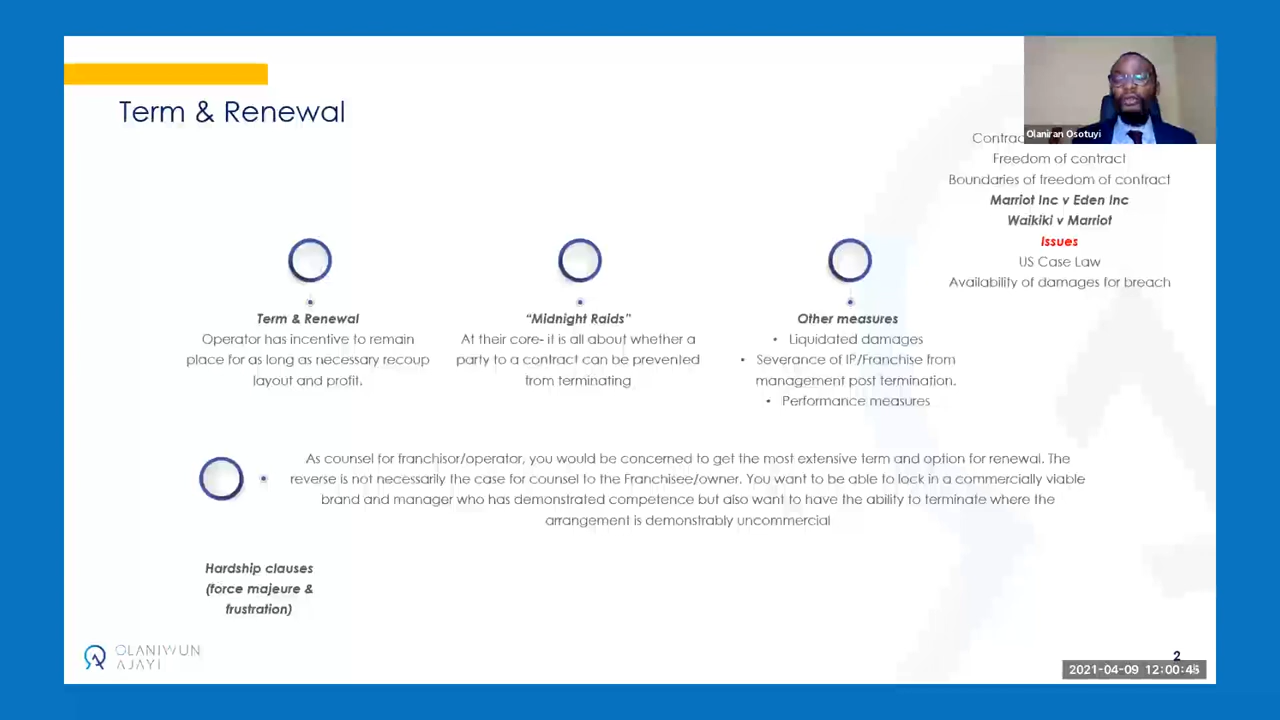 Term & Renewal
Olaniran Osotuyi
Freedom of contract
Boundaries of freedom of contract
Marriot Inc v Eden Inc
Waikiki v Marriot
Issues
US Case Law
Availability of damages for breach
Term & Renewal
Operator has incentive to remain
place for as long as necessary recoup
layout and profit.
“Midnight Raids”
At their core- it is all about whether a
party to a contract can be prevented
from terminating
Other measures
• Liquidated damages
• Severance of IP/Franchise from
management post termination.
• Performance measures
As counsel for franchisor/operator, you would be concerned to get the most extensive term and option for renewal. The
reverse is not necessarily the case for counsel to the Franchisee/owner. You want to be able to lock in a commercially viable
brand and manager who has demonstrated competence but also want to have the ability to terminate where the
arrangement is demonstrably uncommercial
Hardship clauses
(force majeure &
frustration)
OLANIWUN
AJAYI
2
2021-04-09 12:00:45